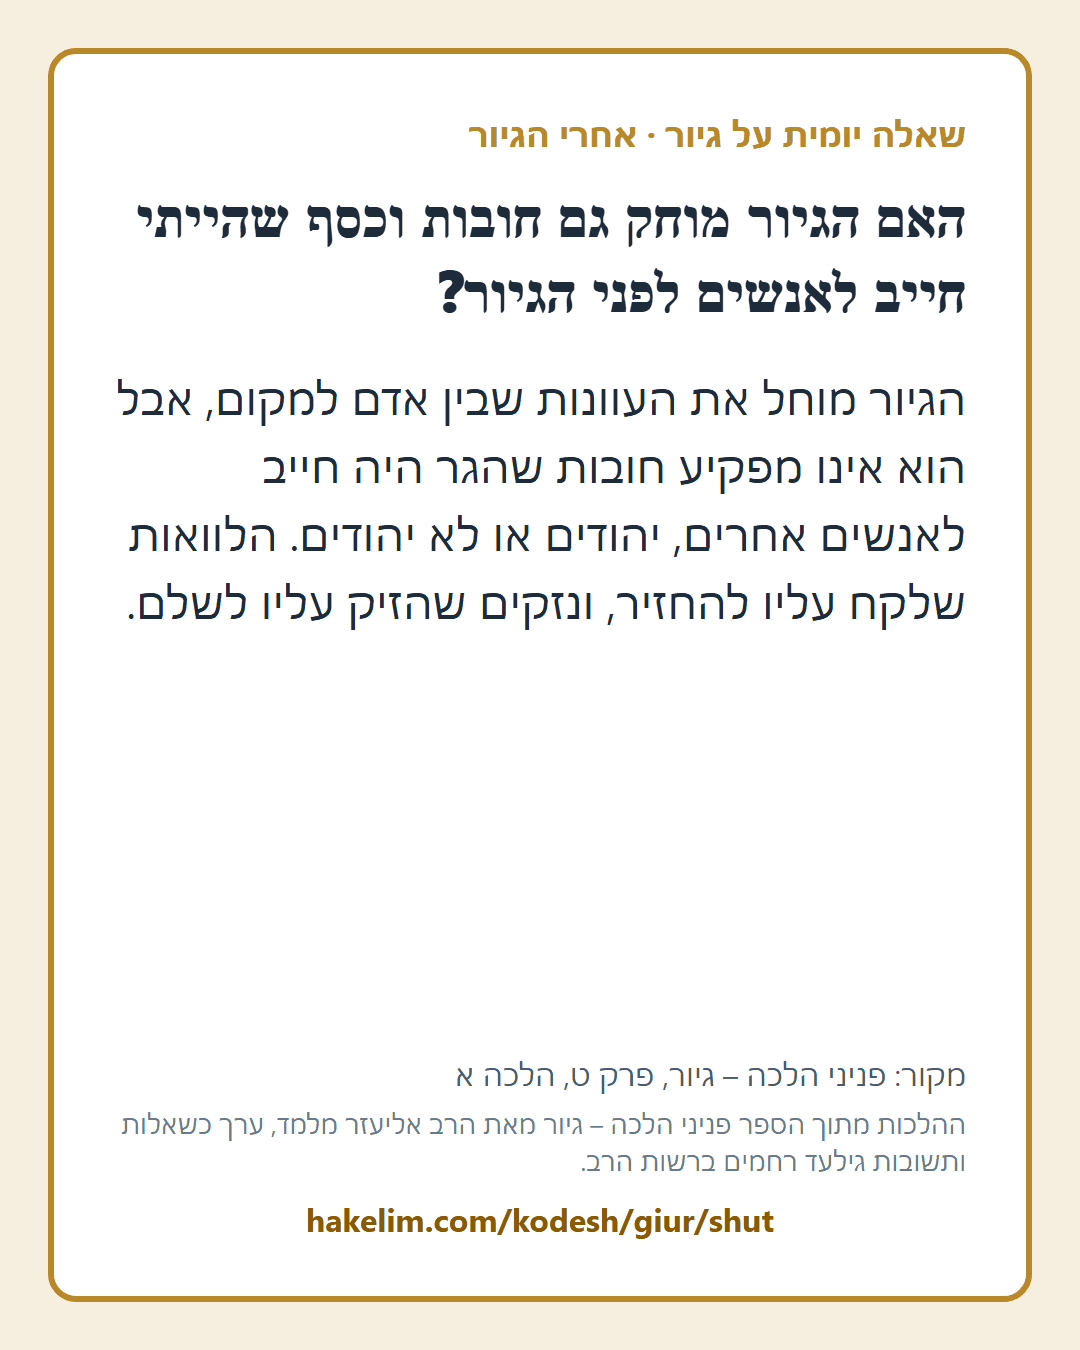 שאלה יומית על גיור · אחרי הגיור
האם הגיור מוחק גם חובות וכסף שהייתי
חייב לאנשים לפני הגיור?
הגיור מוחל את העוונות שבין אדם למקום, אבל
הוא אינו מפקיע חובות שהגר היה חייב
לאנשים אחרים, יהודים או לא יהודים. הלוואות
שלקח עליו להחזיר, ונזקים שהזיק עליו לשלם.
מקור: פניני הלכה – גיור, פרק ט, הלכה א
ההלכות מתוך הספר פניני הלכה – גיור מאת הרב אליעזר מלמד, ערך כשאלות
ותשובות גילעד רחמים ברשות הרב.
hakelim.com/kodesh/giur/shut